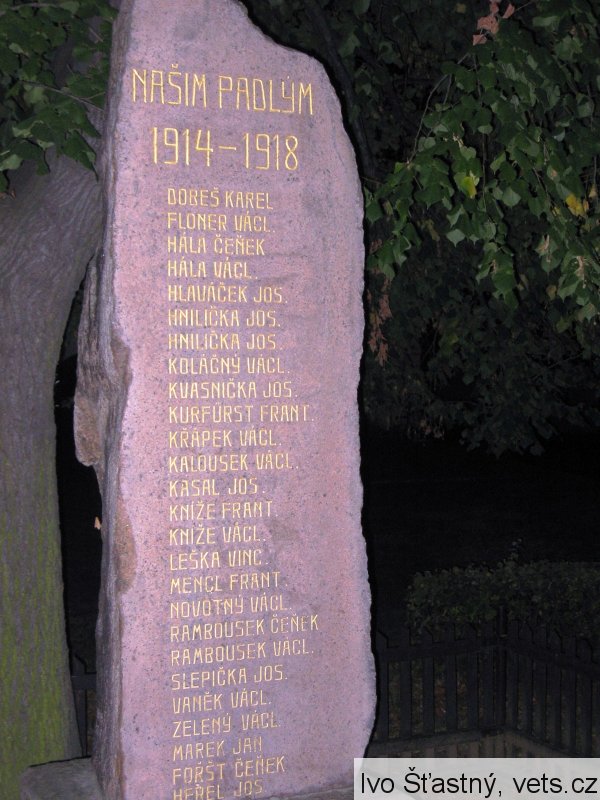 NAŠIM PADLÝM
1914 – 1918
DOBEŠ KAREL
FLONER VÁCL.
HÁLA ČEŇEK
HÁLA VÁCL.
HLAVÁČEK JOS.
HNILIČKA JOS.
HNILIČKA JOS.
KOLÁČNÝ VÁCL.
KVASNIČKA JOS.
KURFÜRST FRANT.
KŘÁPEK VÁCL.
KALOUSEK VÁCL.
KASAL JOS.
KNÍŽE FRANT.
KNÍŽE VÁCL.
LEŠKA VINC.
MENCL FRANT.
NOVOTNÝ VÁCL.
RAMBOUSEK ČEŇEK
RAMBOUSEK VÁCL.
SLEPIČKA JOS.
VANĚK VÁCL.
ZELENÝ VÁCL.
MAREK JAN
FORŠT ČEŇEK
HEŘEL JOS.
Ivo Šťastný, vets.cz